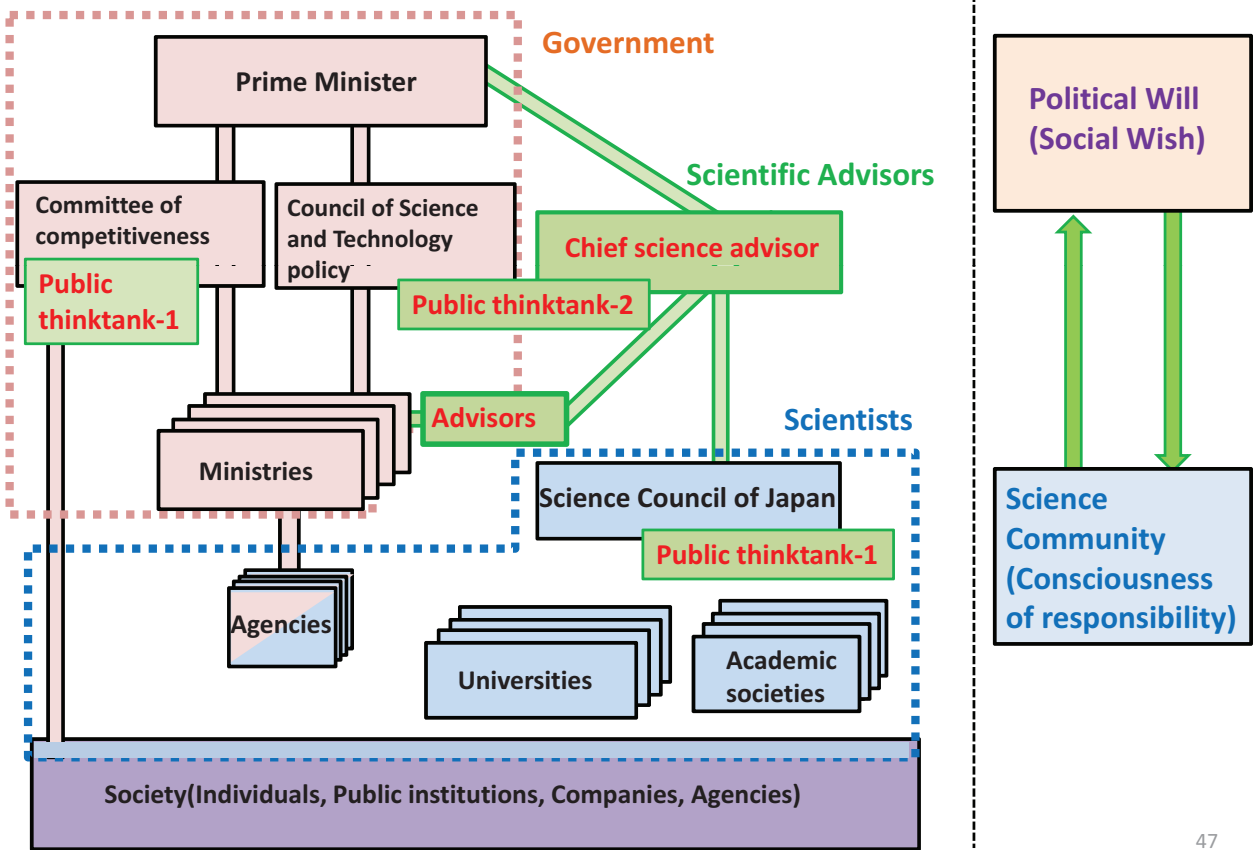 Government
Prime Minister
Scientific Advisors
Committee of
competitiveness
Council of Science
and Technology
policy
Chief science advisor
Public
thinktank-1
Public thinktank-2
Advisors
Ministries
Scientists
Science Council of Japan
Public thinktank-1
Agencies
Universities
Academic
societies
Society(Individuals, Public institutions, Companies, Agencies)
Political Will
(Social Wish)
Science
Community
(Consciousness
of responsibility)
47